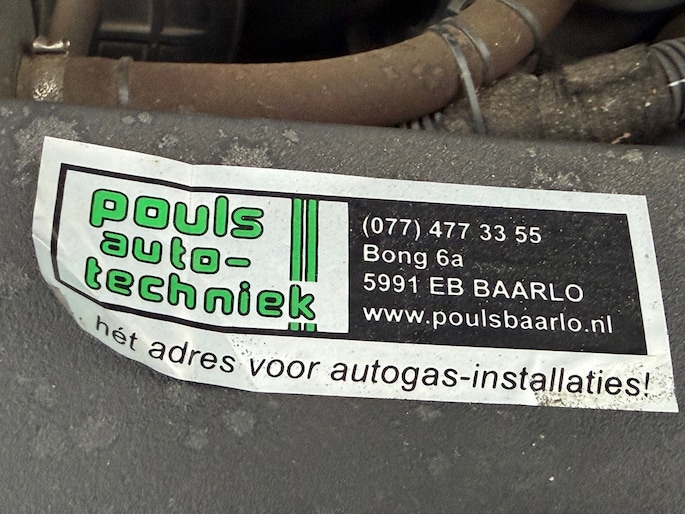 pouls
auto-
techniek
(077) 477 33 55
Bong 6a
5991 EB BAARLO
www.poulsbaarlo.nl
.. hét adres voor autogas-installaties!